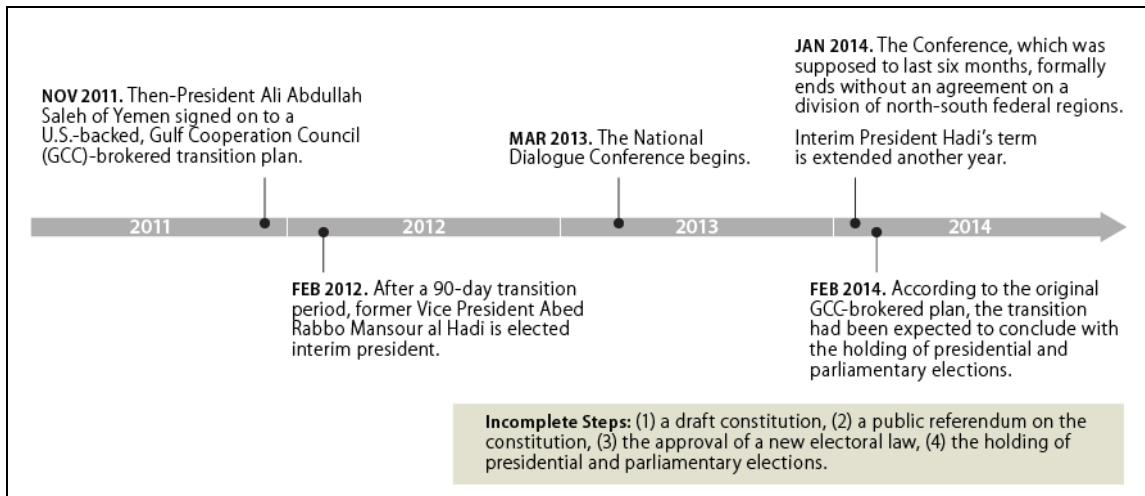 NOV 2011. Then-President Ali Abdullah
Saleh of Yemen signed on to a
U.S.-backed, Gulf Cooperation Council
(GCC)-brokered transition plan.
MAR 2013. The National
Dialogue Conference begins.
JAN 2014. The Conference, which was
supposed to last six months, formally
ends without an agreement on a
division of north-south federal regions.
Interim President Hadi's term
is extended another year.
2011
2012
2013
2014
FEB 2012. After a 90-day transition
period, former Vice President Abed
Rabbo Mansour al Hadi is elected
interim president.
FEB 2014. According to the original
GCC-brokered plan, the transition
had been expected to conclude with
the holding of presidential and
parliamentary elections.
Incomplete Steps: (1) a draft constitution, (2) a public referendum on the
constitution, (3) the approval of a new electoral law, (4) the holding of
presidential and parliamentary elections.